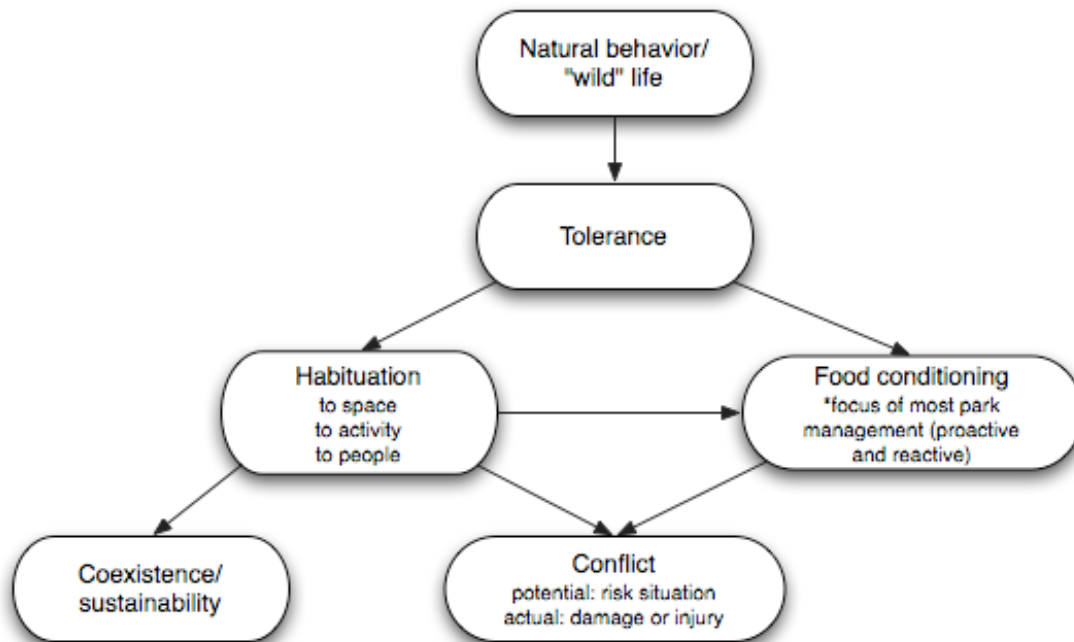 Natural behavior/
"wild" life
Tolerance
Habituation
to space
to activity
to people
Food conditioning
*focus of most park
management (proactive
and reactive)
Coexistence/
sustainability
Conflict
potential: risk situation
actual: damage or injury